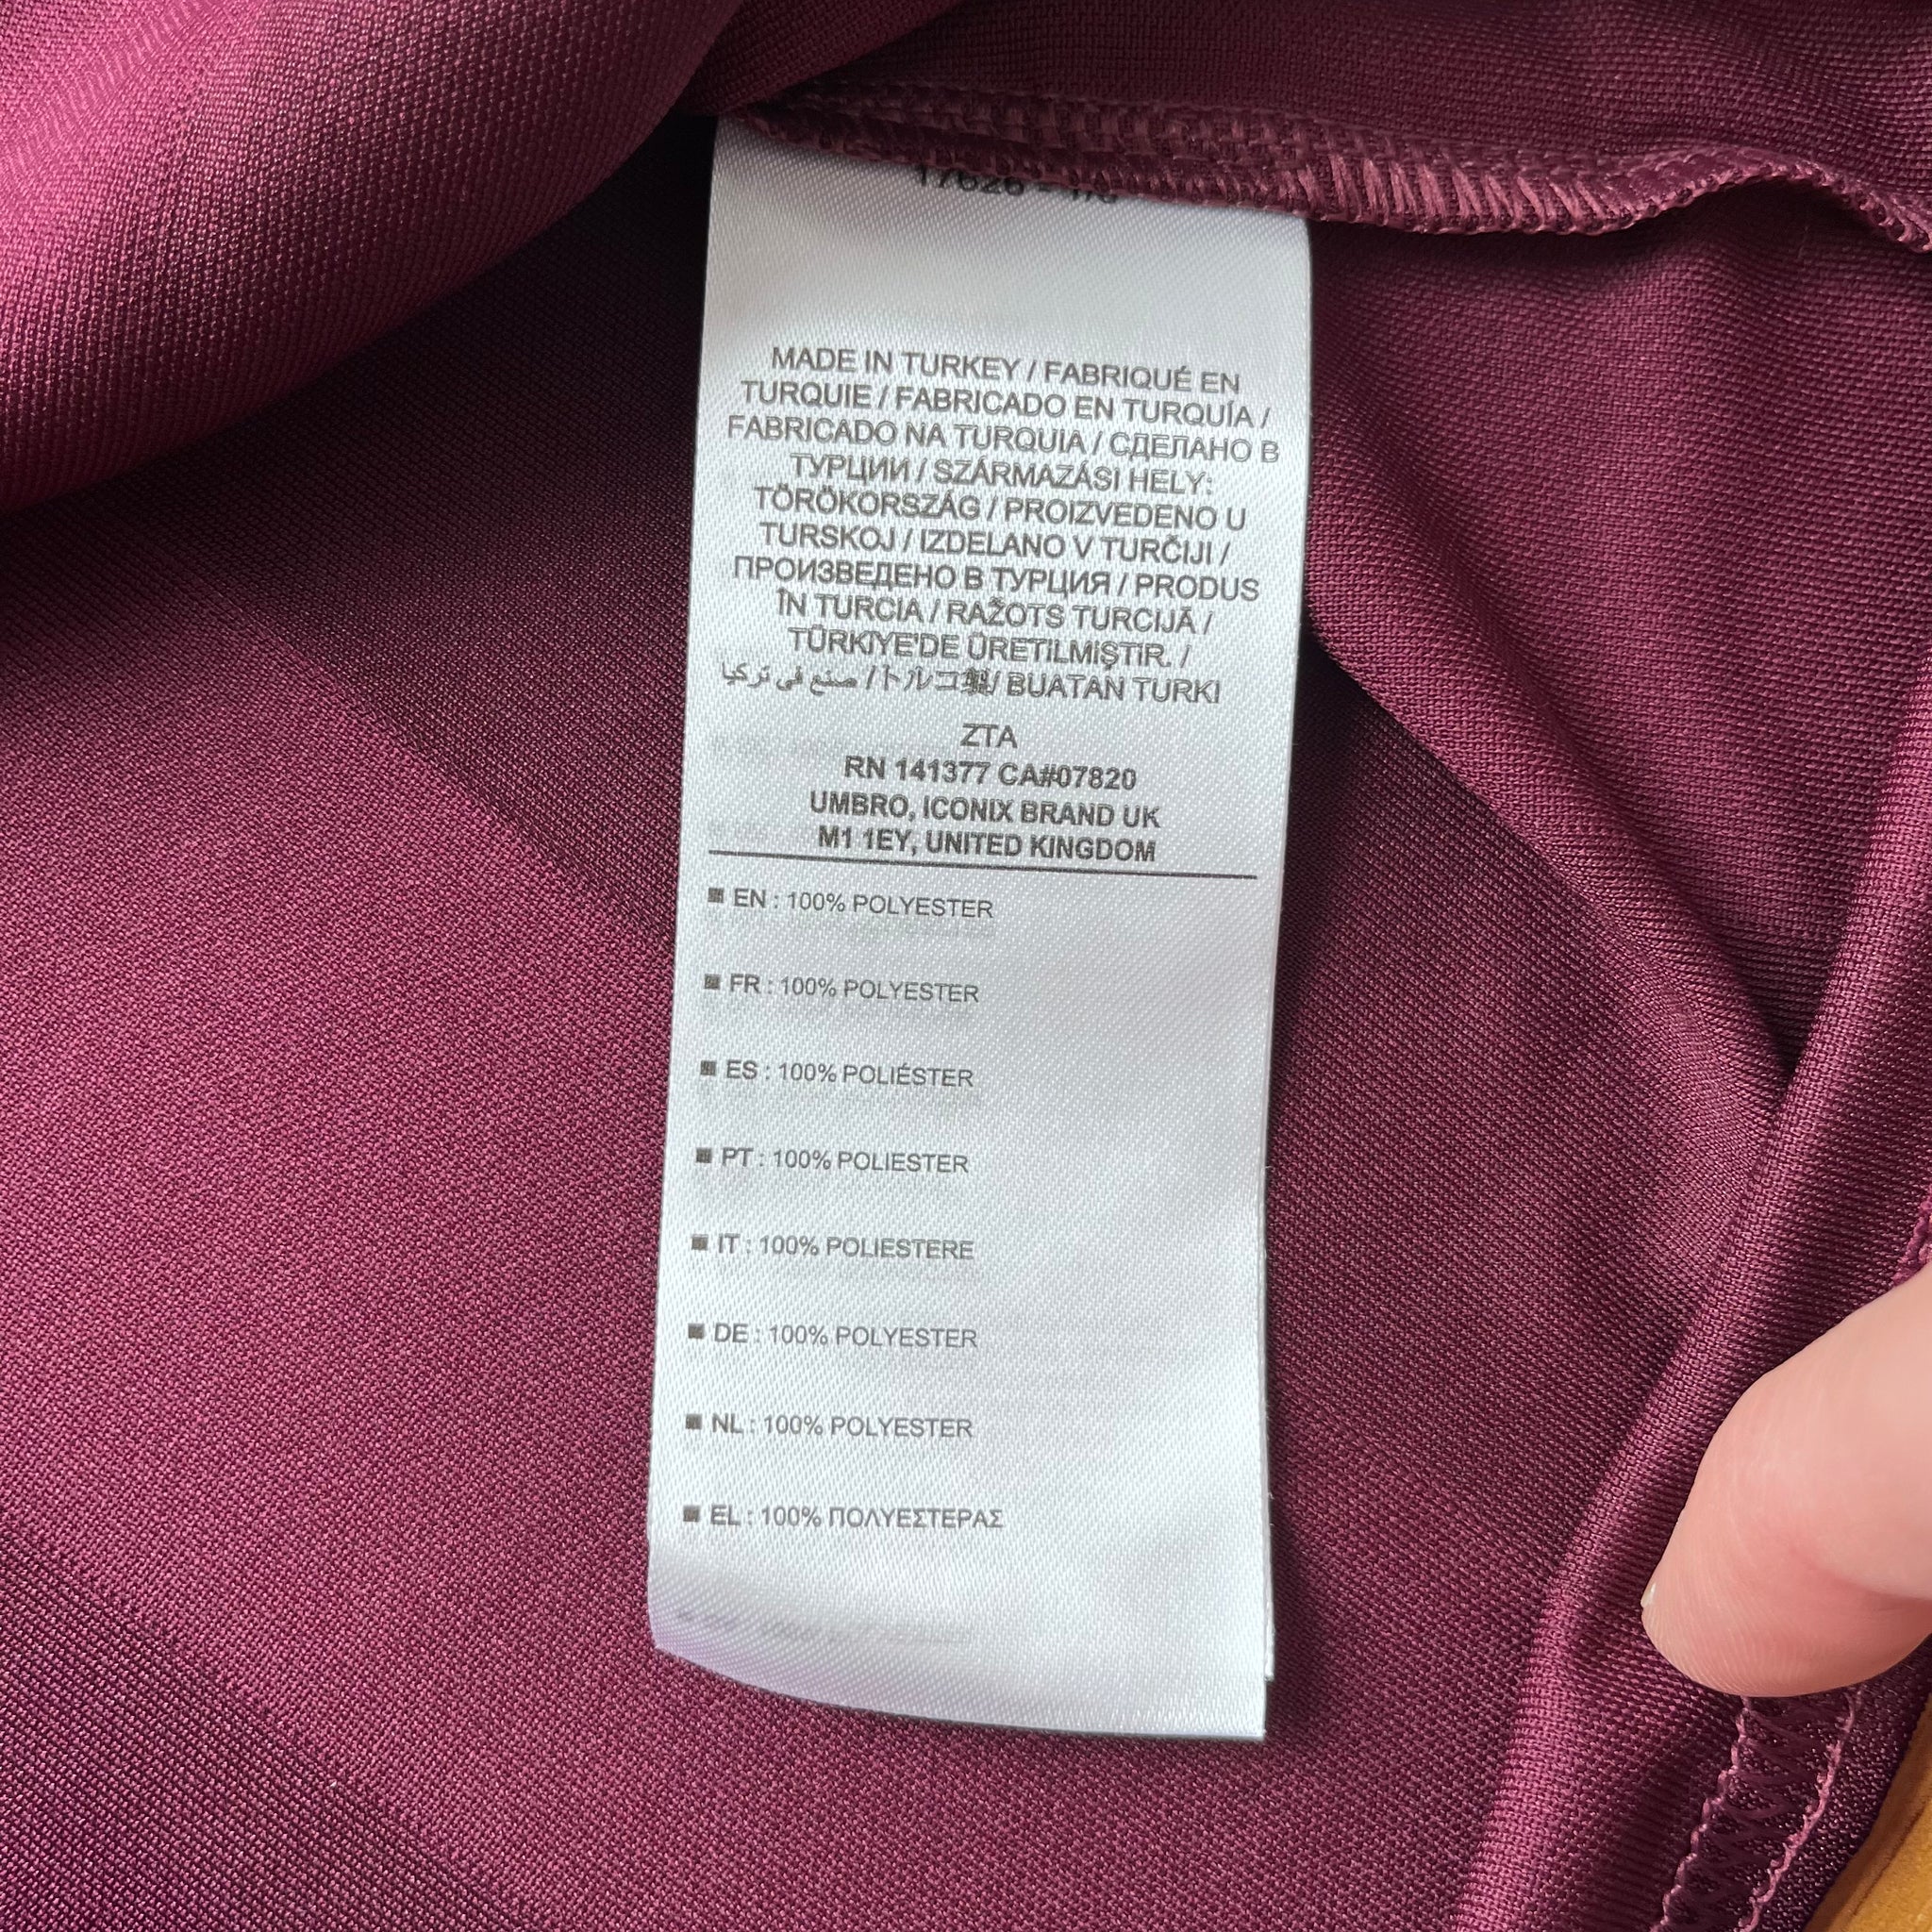 MADE IN TURKEY / FABRIQUÉ EN
TURQUIE / FABRICADO EN TURQUÍA /
FABRICADO NA TURQUIA / СДЕЛАНО В
ТУРЦИИ / SZÁRMAZÁSI HELY:
TÖRÖKORSZÁG / PROIZVEDENO U
TURSKOJ / IZDELANO V TURČIJI /
ПРОИЗВЕДЕНО В ТУРЦИЯ / PRODUS
ÎN TURCIA / RAŽOTS TURCIJĀ /
TÜRKIYE'DE ÜRETiLMiŞTiR. /
صنع في تركيا / トルコ製/ BUATAN TURKI
ZTA
RN 141377 CA#07820
UMBRO, ICONIX BRAND UK
M1 1EY, UNITED KINGDOM
■ EN : 100% POLYESTER
■ FR : 100% POLYESTER
■ ES : 100% POLIÉSTER
■ PT : 100% POLIESTER
■ IT : 100% POLIESTERE
■ DE : 100% POLYESTER
■ NL : 100% POLYESTER
■ EL : 100% ΠΟΛΥΕΣΤΕΡΑΣ